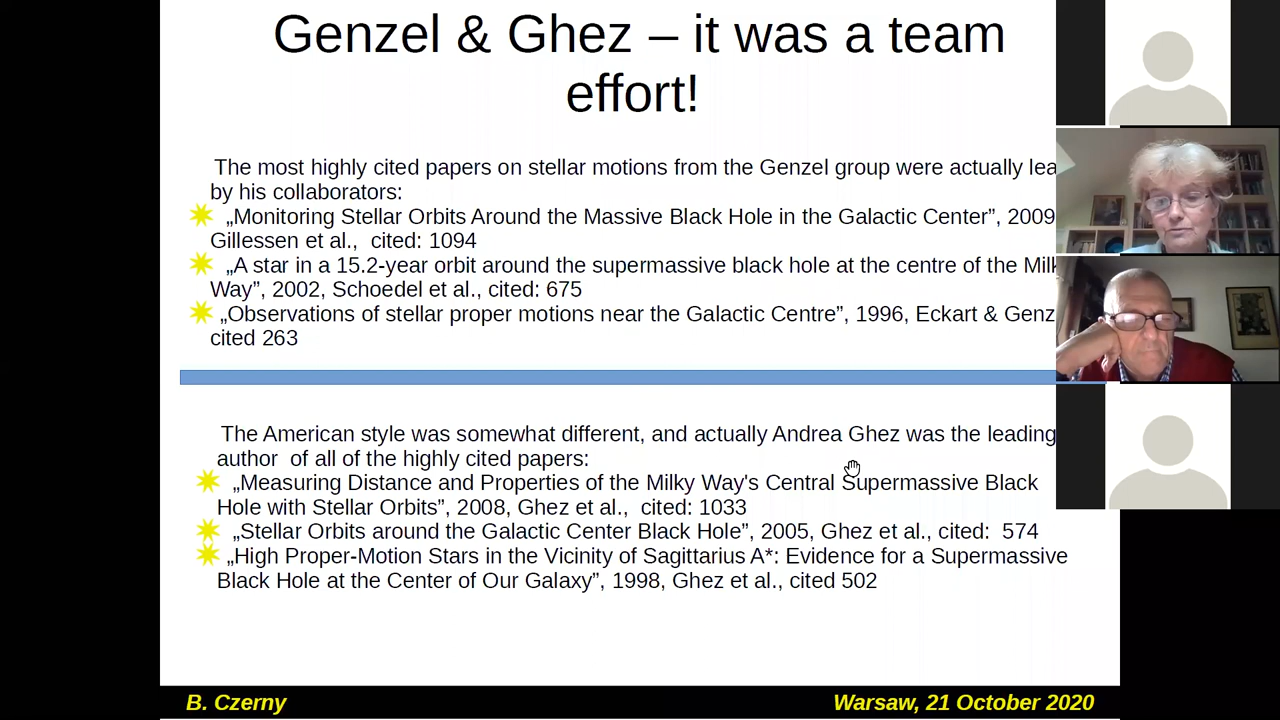 Genzel & Ghez – it was a team
effort!
The most highly cited papers on stellar motions from the Genzel group were actually
by his collaborators:
„Monitoring Stellar Orbits Around the Massive Black Hole in the Galactic Center”, 2009
Gillessen et al., cited: 1094
„A star in a 15.2-year orbit around the supermassive black hole at the centre of the
Way”, 2002, Schoedel et al., cited: 675
„Observations of stellar proper motions near the Galactic Centre”, 1996, Eckart &
cited 263
The American style was somewhat different, and actually Andrea Ghez was the leading
author of all of the highly cited papers:
„Measuring Distance and Properties of the Milky Way's Central Supermassive Black
Hole with Stellar Orbits”, 2008, Ghez et al., cited: 1033
„Stellar Orbits around the Galactic Center Black Hole”, 2005, Ghez et al., cited: 574
„High Proper-Motion Stars in the Vicinity of Sagittarius A*: Evidence for a Supermassive
Black Hole at the Center of Our Galaxy”, 1998, Ghez et al., cited 502
B. Czerny
Warsaw, 21 October 2020